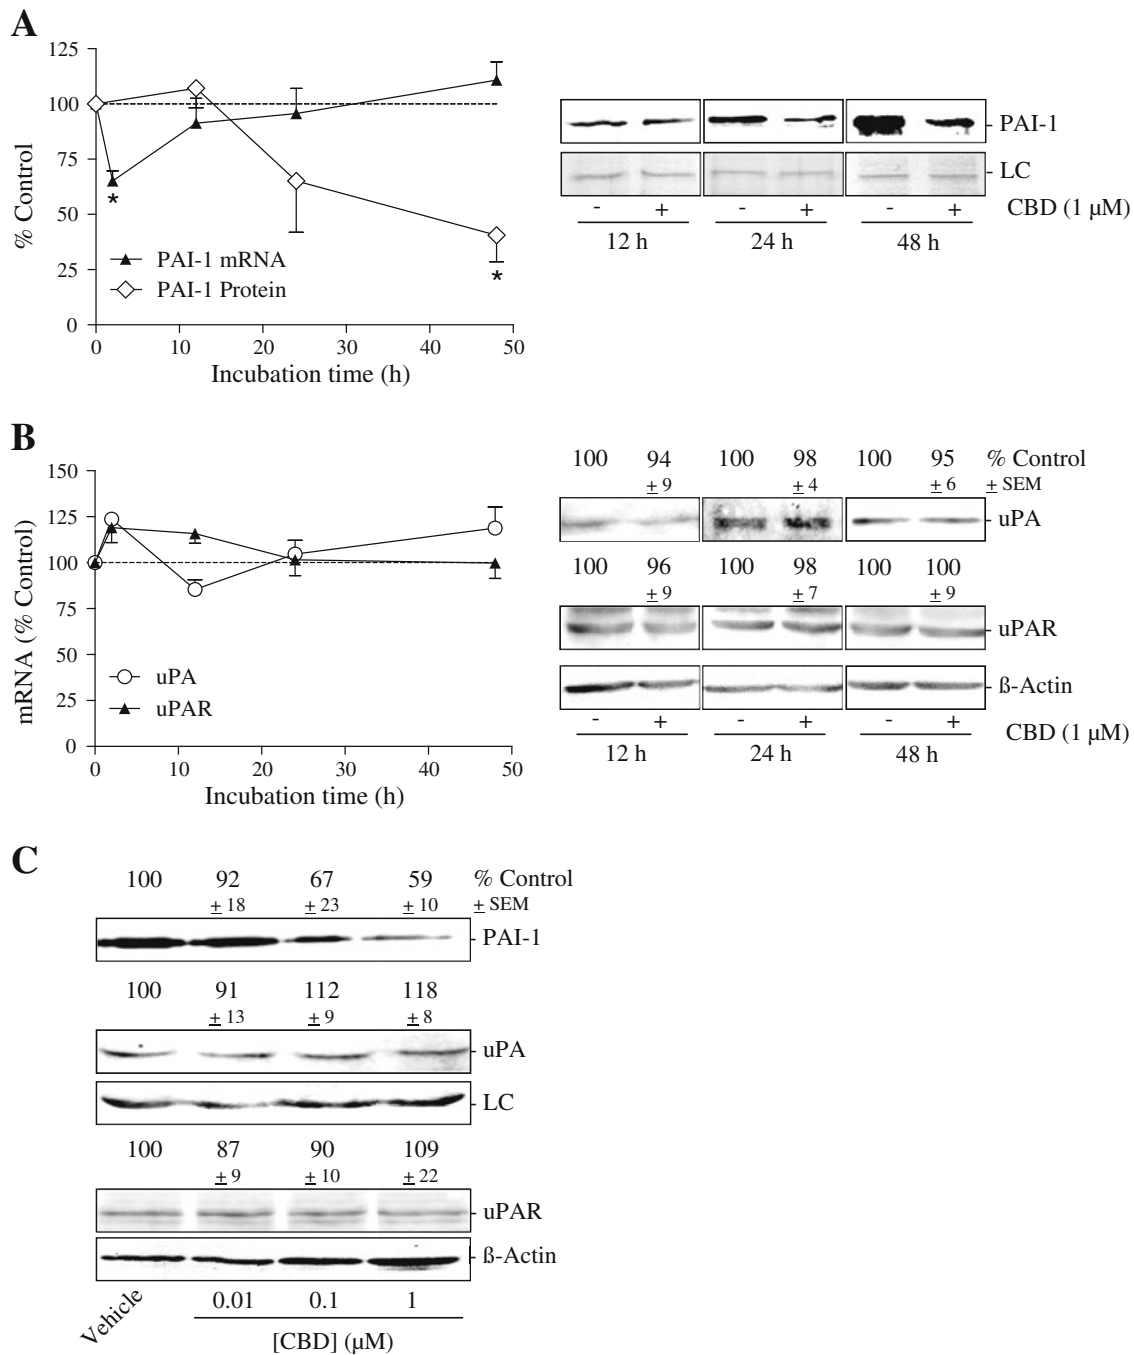 A
125
100
75
50
25
0
% Control
*
*
PAI-1 mRNA
PAI-1 Protein
0 10 20 30 40 50
Incubation time (h)
PAI-1
LC
- + - + - + CBD (1 µM)
12 h 24 h 48 h
B
150
125
100
75
50
25
0
mRNA (% Control)
uPA
uPAR
0 10 20 30 40 50
Incubation time (h)
100 94 100 98 100 95 % Control
± 9 ± 4 ± 6 ± SEM
uPA
100 96 100 98 100 100
± 9 ± 7 ± 9
uPAR
ß-Actin
- + - + - +
CBD (1 µM)
12 h 24 h 48 h
C
100 92 67 59 % Control
± 18 ± 23 ± 10 ± SEM
PAI-1
100 91 112 118
± 13 ± 9 ± 8
uPA
LC
100 87 90 109
± 9 ± 10 ± 22
uPAR
ß-Actin
Vehicle 0.01 0.1 1
[CBD] (µM)